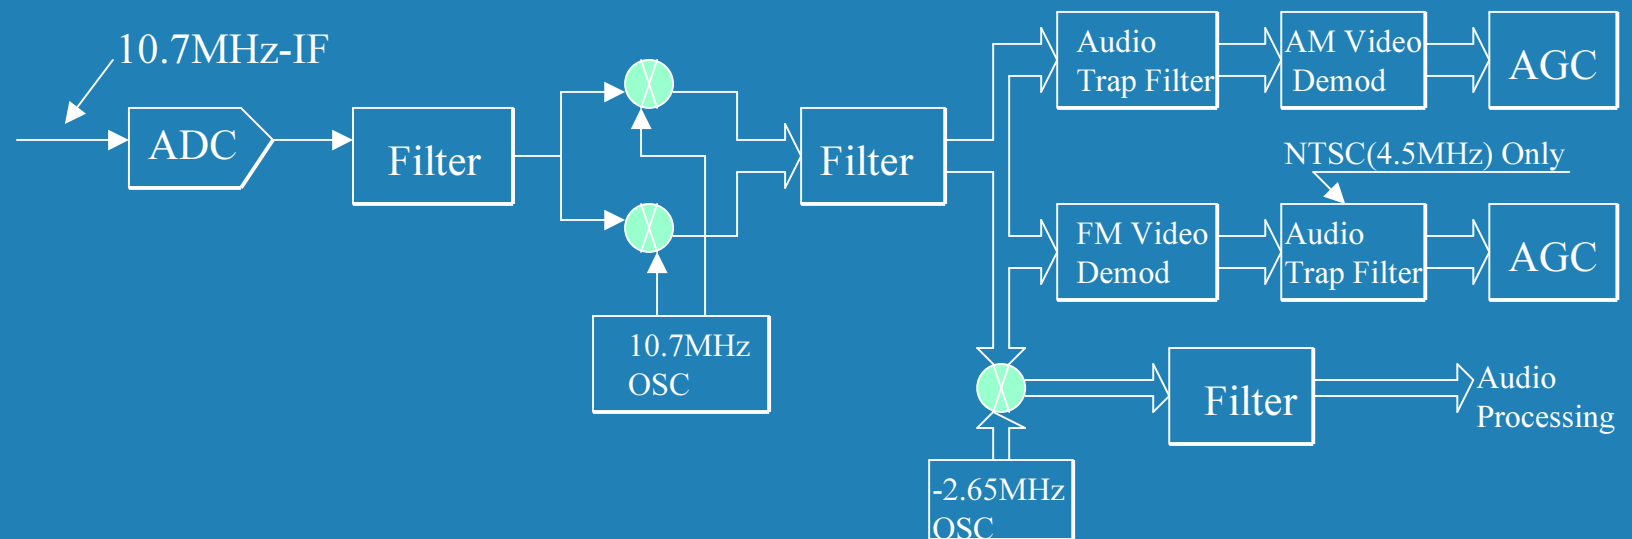 10.7MHz-IF
ADC
Filter
10.7MHz
OSC
Filter
Audio
Trap Filter
AM Video
Demod
AGC
NTSC(4.5MHz) Only
FM Video
Demod
Audio
Trap Filter
AGC
-2.65MHz
OSC
Filter
Audio
Processing